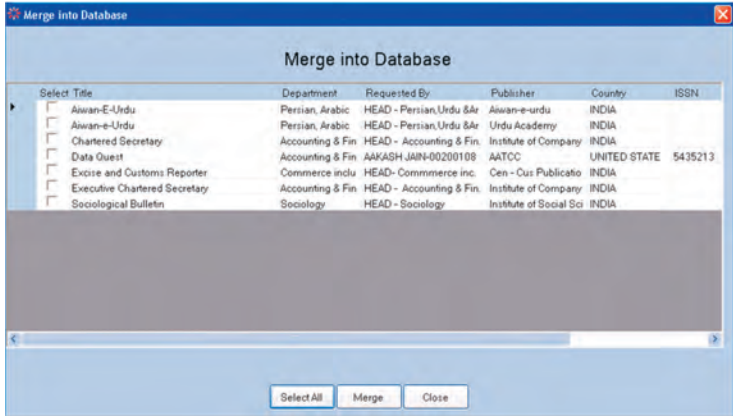 Merge into Database
Merge into Database
Select Title Department Requested By Publisher Country ISSN
Aiwan-E-Urdu Persian, Arabic HEAD - Persian,Urdu &Ar Aiwan-e-urdu INDIA
Aiwan-e-Urdu Persian, Arabic HEAD - Persian,Urdu &Ar Urdu Academy INDIA
Chartered Secretary Accounting & Fin HEAD - Accounting & Fin. Institute of Company INDIA
Data Quest Accounting & Fin AAKASH JAIN-00200108 AATCC UNITED STATE 5435213
Excise and Customs Reporter Commerce inclu HEAD- Commmerce inc. Cen - Cus Publicatio INDIA
Executive Chartered Secretary Accounting & Fin HEAD - Accounting & Fin. Institute of Company INDIA
Sociological Bulletin Sociology HEAD - Sociology Institute of Social Sci INDIA
Select All Merge Close